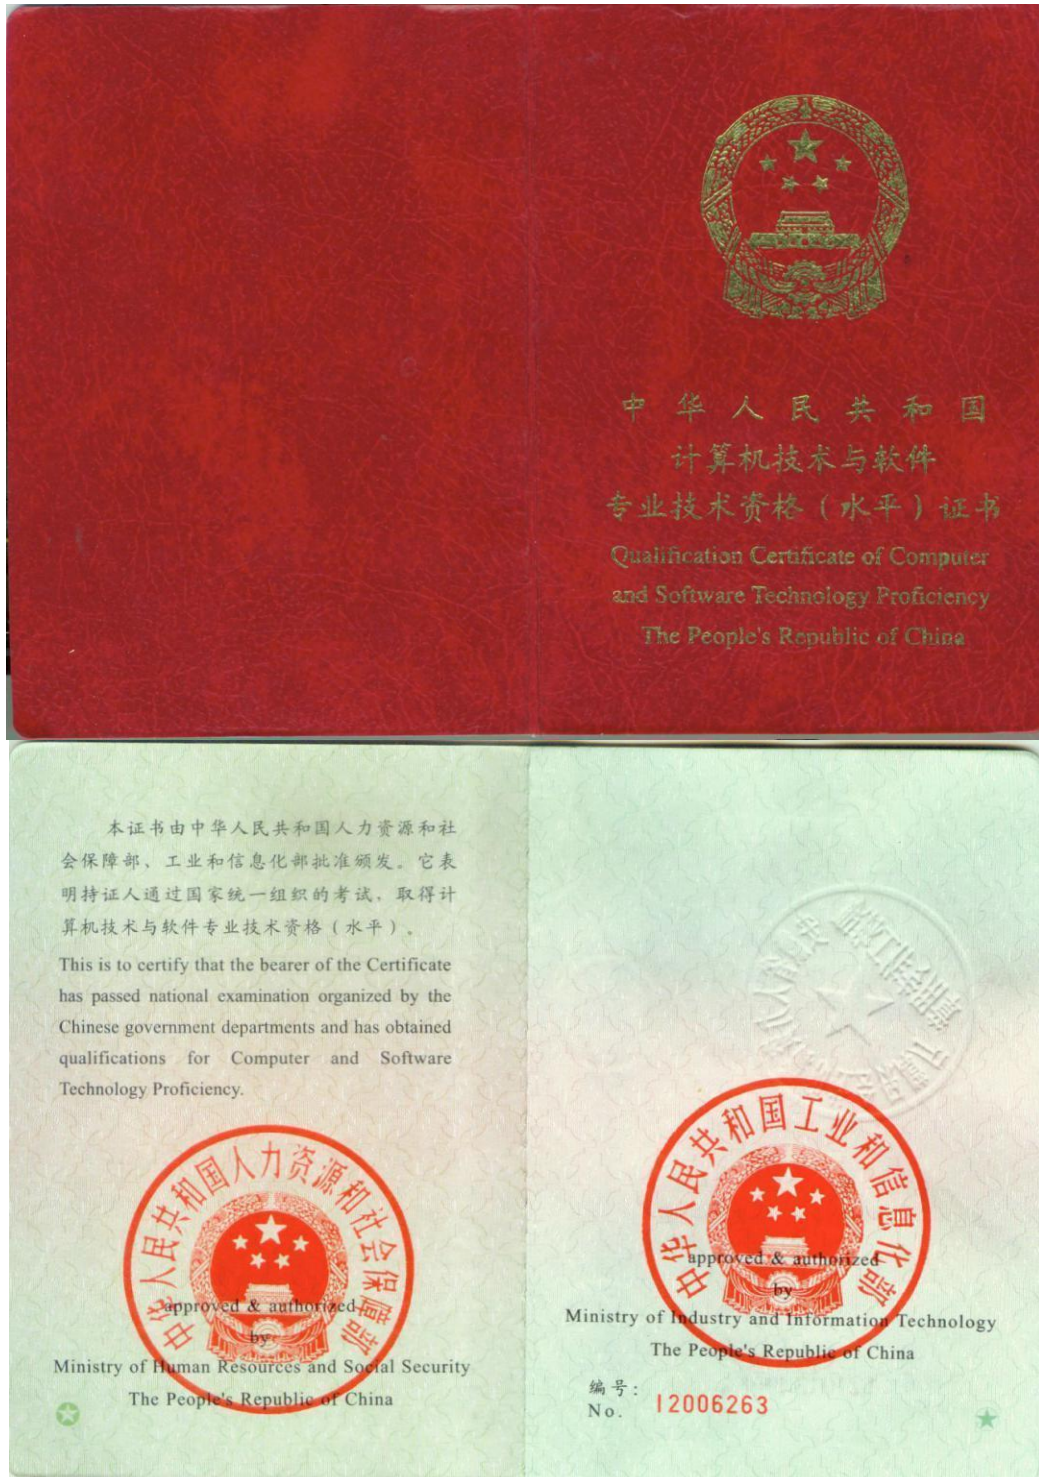 中华人民共和国
计算机技术与软件
专业技术资格（水平）证书
Qualification Certificate of Computer
and Software Technology Proficiency
The People's Republic of China
本证书由中华人民共和国人力资源和社
会保障部、工业和信息化部批准颁发。它表
明持证人通过国家统一组织的考试，取得计
算机技术与软件专业技术资格（水平）。
This is to certify that the bearer of the Certificate
has passed national examination organized by the
Chinese government departments and has obtained
qualifications for Computer and Software
Technology Proficiency.
中华人民共和国人力资源和社会保障部
approved & authorized
by
Ministry of Human Resources and Social Security
The People's Republic of China
中华人民共和国工业和信息化部
approved & authorized
by
Ministry of Industry and Information Technology
The People's Republic of China
编号：
No. 12006263